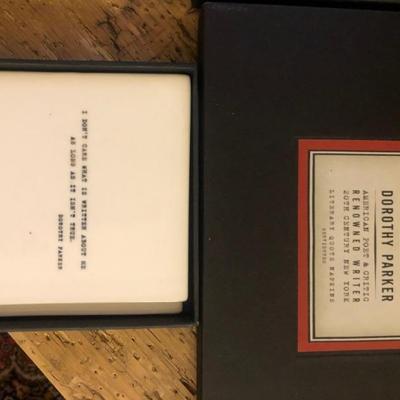 DOROTHY PARKER
AMERICAN POET & CRITIC
RENOWNED WRITER
20TH CENTURY NEW YORK
LITERARY QUOTE NAPKINS
I DON'T CARE WHAT IS WRITTEN ABOUT ME
AS LONG AS IT ISN'T TRUE.
DOROTHY PARKER